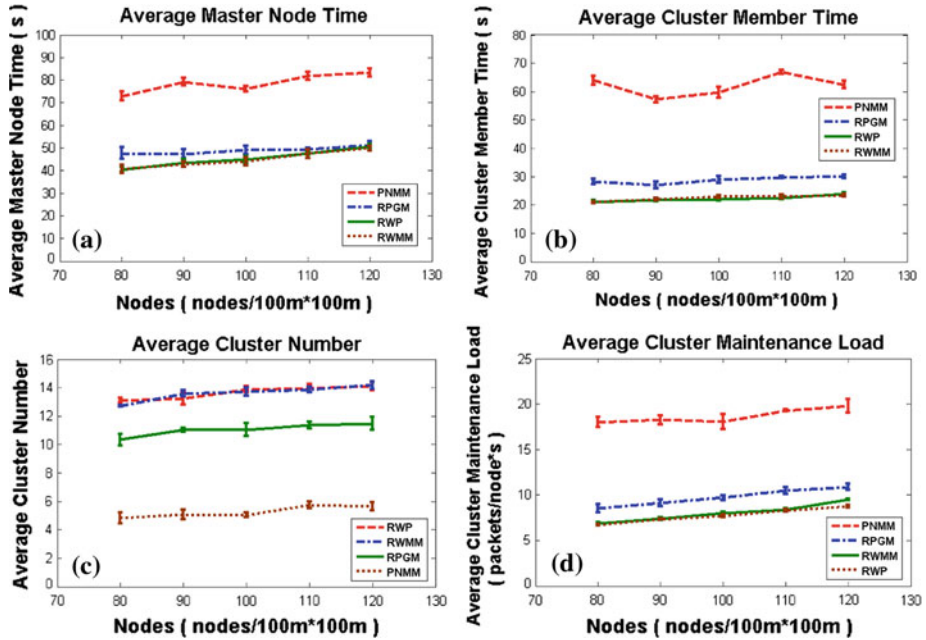 Average Master Node Time
Average Master Node Time ( s )
100
90
80
70
60
50
40
30
20
10
0
PNMM
RPGM
RWP
RWMM
(a)
70 80 90 100 110 120 130
Nodes ( nodes/100m*100m )
Average Cluster Member Time
Average Cluster Member Time ( s )
80
70
60
50
40
30
20
10
0
PNMM
RPGM
RWP
RWMM
(b)
70 80 90 100 110 120 130
Nodes ( nodes/100m*100m )
Average Cluster Number
Average Cluster Number
16
14
12
10
8
6
4
2
0
RWP
RWMM
RPGM
PNMM
(c)
70 80 90 100 110 120 130
Nodes ( nodes/100m*100m )
Average Cluster Maintenance Load
Average Cluster Maintenance Load
( packets/node*s )
25
20
15
10
5
0
PNMM
RPGM
RWMM
RWP
(d)
70 80 90 100 110 120 130
Nodes ( nodes/100m*100m )